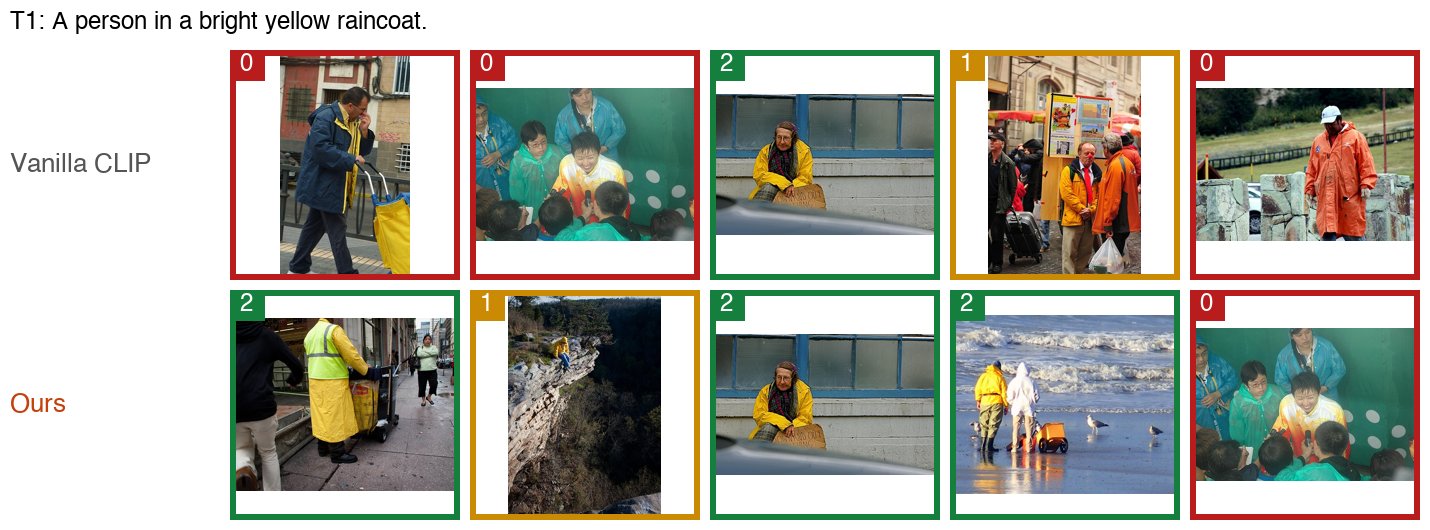 T1: A person in a bright yellow raincoat.
0 0 2 1 0
Vanilla CLIP
2 1 2 2 0
Ours